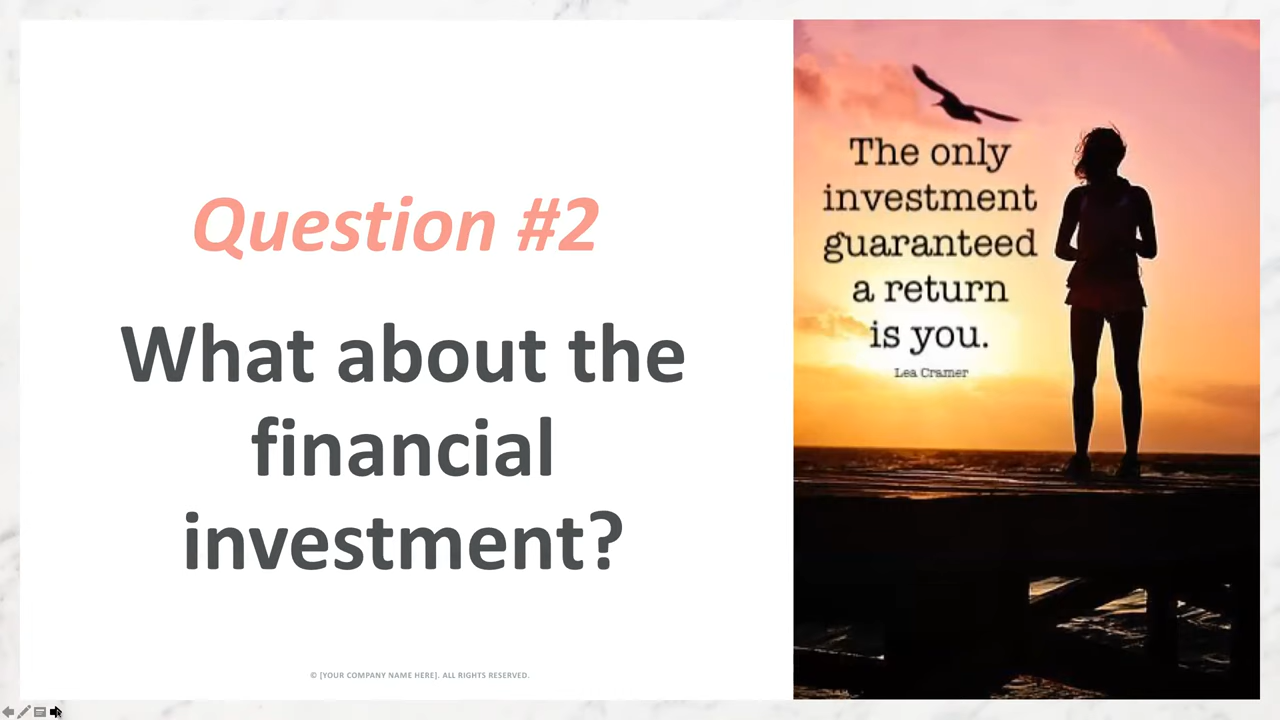 Question #2
What about the
financial
investment?
© [YOUR COMPANY NAME HERE]. ALL RIGHTS RESERVED.
The only
investment
guaranteed
a return
is you.
Lea Cramer